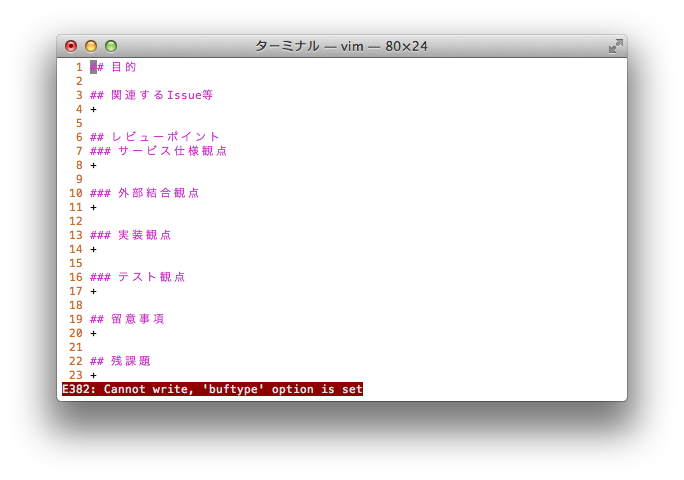 ターミナル — vim — 80×24
1 ## 目的
2
3 ## 関連するIssue等
4 +
5
6 ## レビューポイント
7 ### サービス仕様観点
8 +
9
10 ### 外部結合観点
11 +
12
13 ### 実装観点
14 +
15
16 ### テスト観点
17 +
18
19 ## 留意事項
20 +
21
22 ## 残課題
23 +
E382: Cannot write, 'buftype' option is set